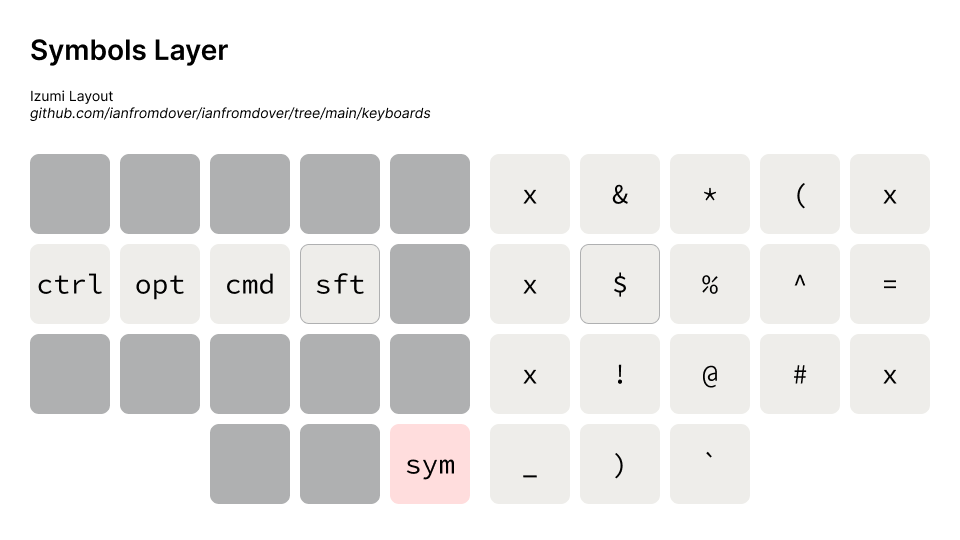 Symbols Layer
Izumi Layout
github.com/ianfromdover/ianfromdover/tree/main/keyboards
x & * ( x
ctrl opt cmd sft x $ % ^ =
x ! @ # x
sym _ ) `